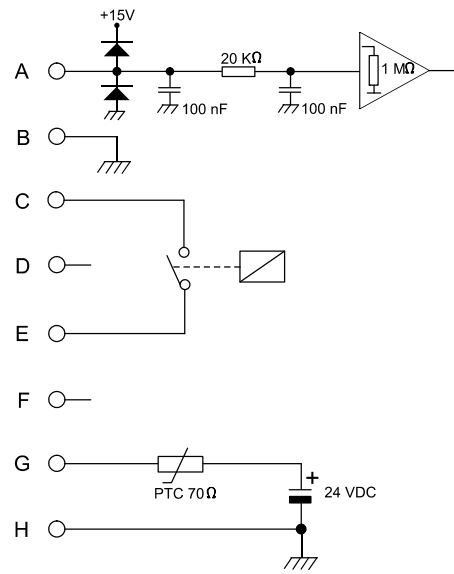 +15V
A
20 KΩ
1 MΩ
100 nF
100 nF
B
C
D
E
F
G
+
PTC 70Ω
24 VDC
H